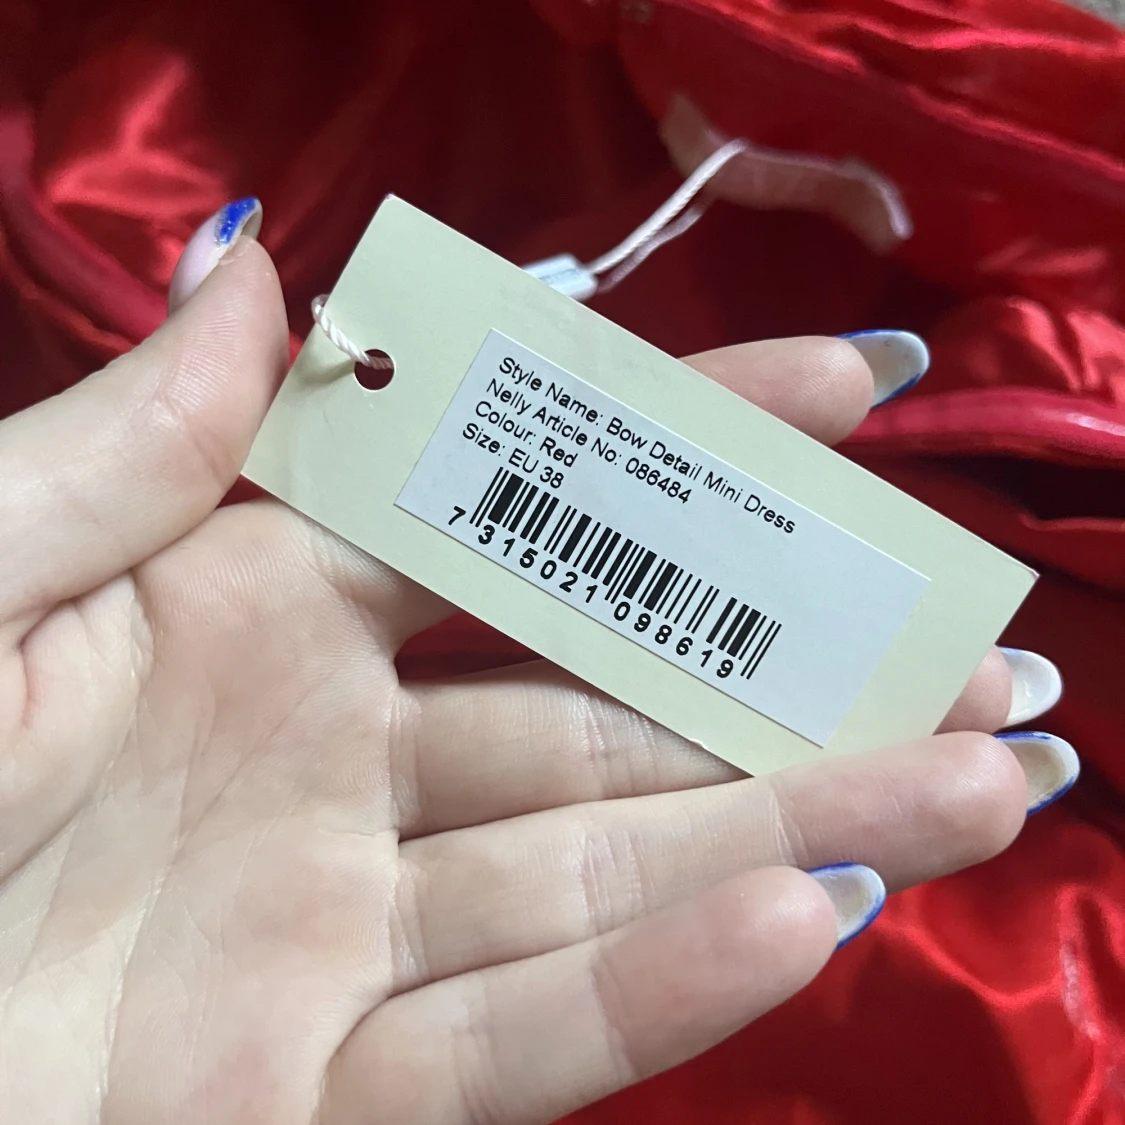 Style Name: Bow Detail Mini Dress
Nelly Article No: 086484
Colour: Red
Size: EU 38
7 315021 098619